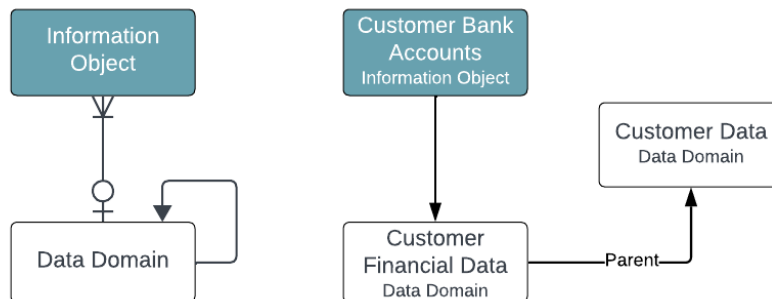 Information
Object
Data Domain
Customer Bank
Accounts
Information Object
Customer
Financial Data
Data Domain
Parent
Customer Data
Data Domain